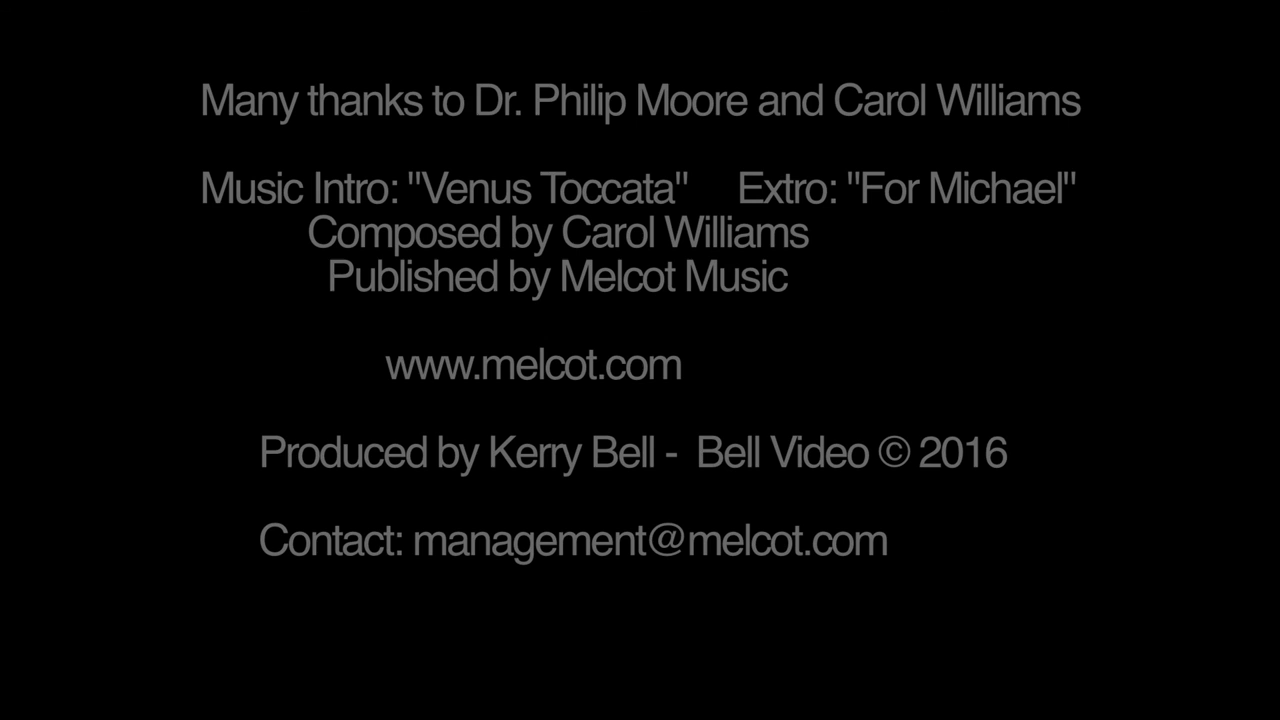 Many thanks to Dr. Philip Moore and Carol Williams
Music Intro: "Venus Toccata" Extro: "For Michael"
Composed by Carol Williams
Published by Melcot Music
www.melcot.com
Produced by Kerry Bell - Bell Video © 2016
Contact: management@melcot.com